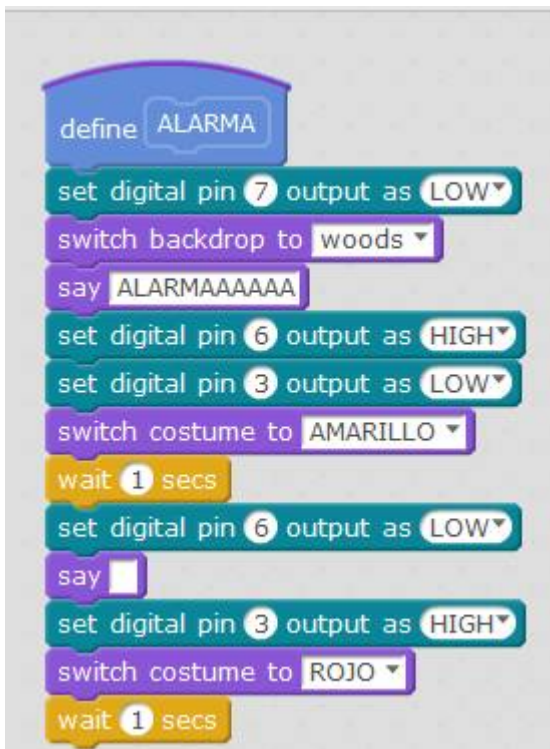 define ALARMA
set digital pin 7 output as LOW
switch backdrop to woods
say ALARMAAAAAA
set digital pin 6 output as HIGH
set digital pin 3 output as LOW
switch costume to AMARILLO
wait 1 secs
set digital pin 6 output as LOW
say
set digital pin 3 output as HIGH
switch costume to ROJO
wait 1 secs